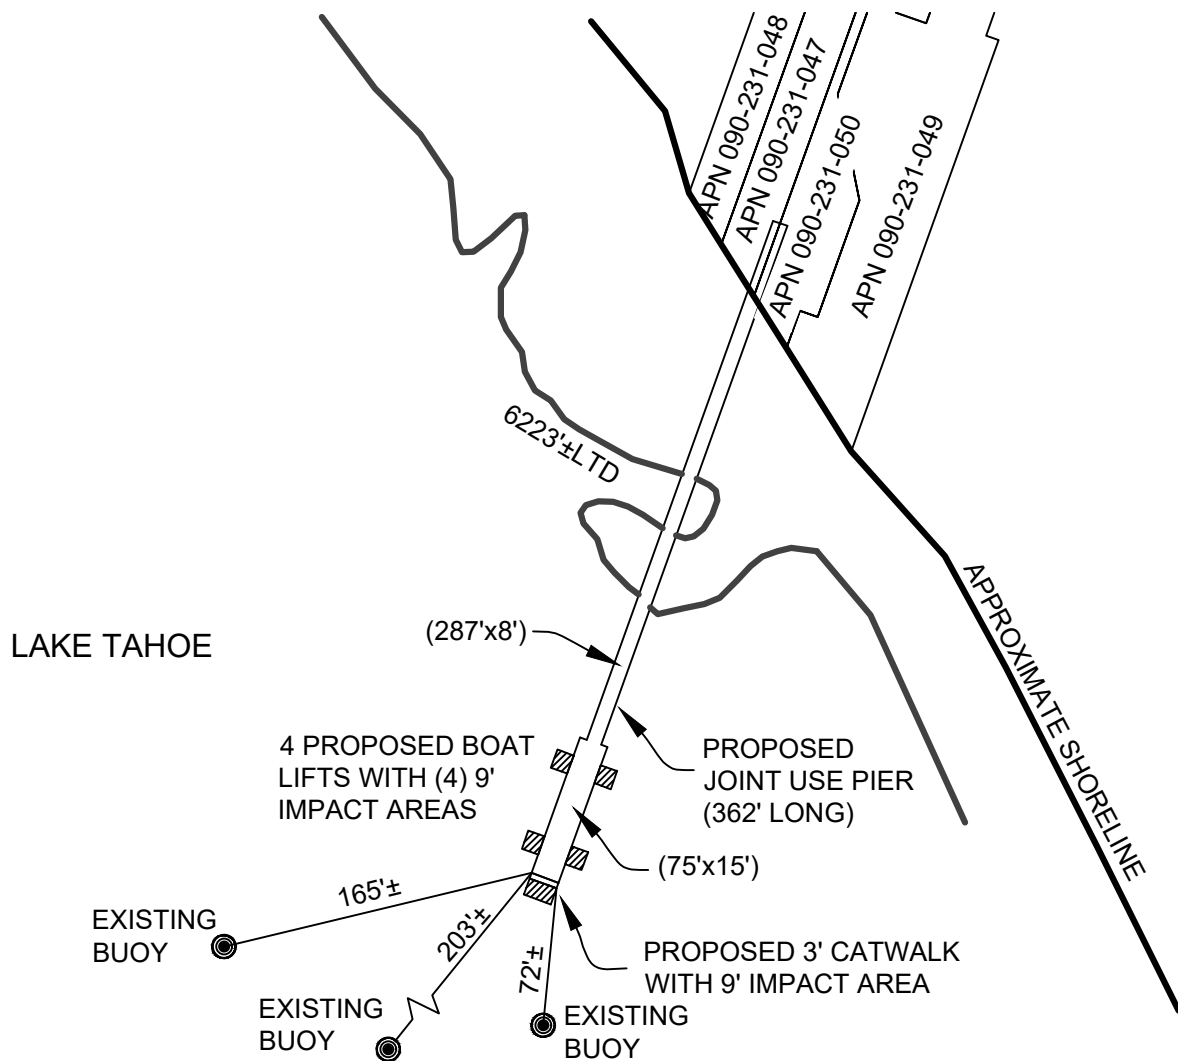 APN 090-231-048
APN 090-231-047
APN 090-231-050
APN 090-231-049
6223'±LTD
LAKE TAHOE
(287'x8')
APPROXIMATE SHORELINE
4 PROPOSED BOAT
LIFTS WITH (4) 9'
IMPACT AREAS
PROPOSED
JOINT USE PIER
(362' LONG)
(75'x15')
165'±
203'±
72'±
EXISTING
BUOY
PROPOSED 3' CATWALK
WITH 9' IMPACT AREA
EXISTING
BUOY
EXISTING
BUOY